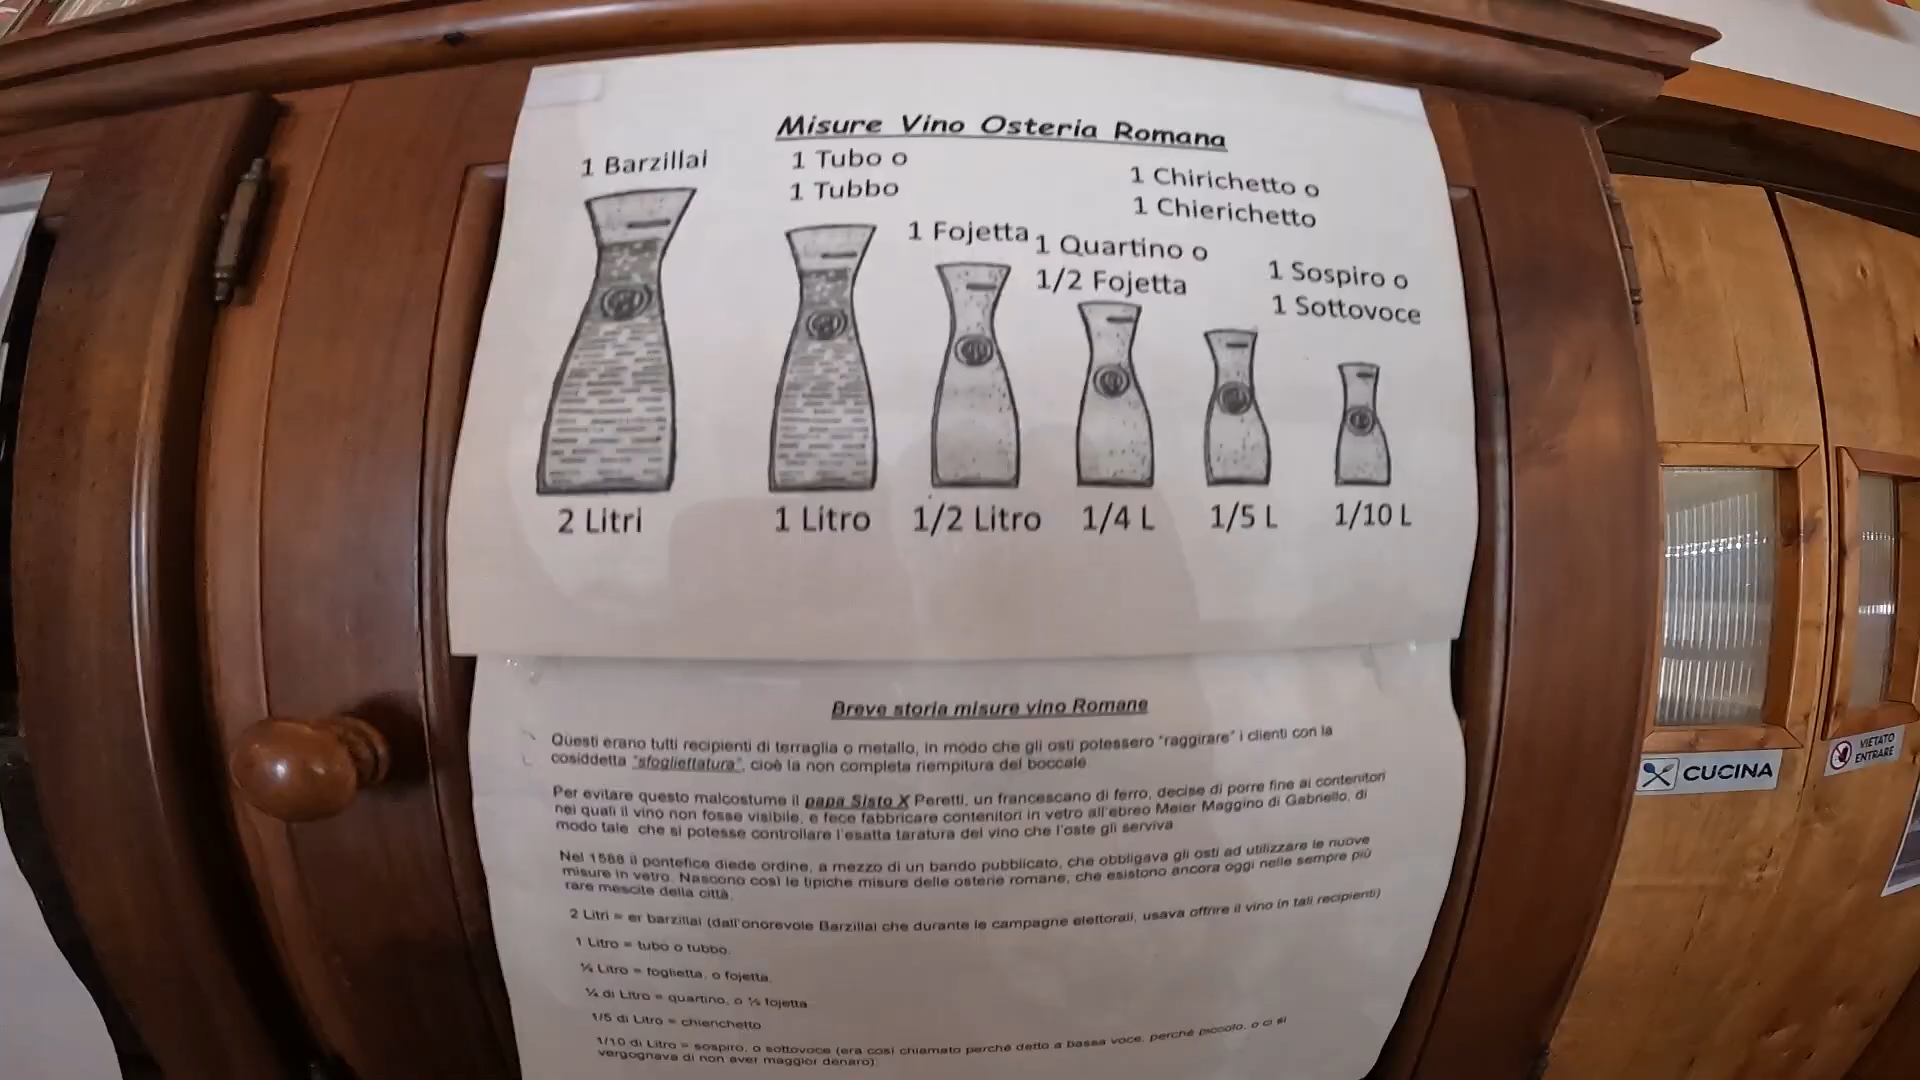 Misure Vino Osteria Romana
1 Barzillai
1 Tubo o
1 Tubbo
1 Fojetta
1 Quartino o
1/2 Fojetta
1 Chirichetto o
1 Chierichetto
1 Sospiro o
1 Sottovoce
2 Litri
1 Litro
1/2 Litro
1/4 L
1/5 L
1/10 L
Breve storia misure vino Romane
Questi erano tutti recipienti di terraglia o metallo, in modo che gli osti potessero "raggirare" i clienti con la
cosiddetta "sfogliettatura", cioè la non completa riempitura del boccale
Per evitare questo malcostume il papa Sisto X Peretti, un francescano di ferro, decise di porre fine ai contenitori
nei quali il vino non fosse visibile, e fece fabbricare contenitori in vetro all'ebreo Meier Maggino di Gabriello, di
modo tale che si potesse controllare l'esatta taratura del vino che l'oste gli serviva
Nel 1588 il pontefice diede ordine, a mezzo di un bando pubblicato, che obbligava gli osti ad utilizzare le nuove
misure in vetro. Nascono così le tipiche misure delle osterie romane, che esistono ancora oggi nelle sempre più
rare mescite della città.
2 Litri = er barzillai (dall'onorevole Barzillai che durante le campagne elettorali, usava offrire il vino in tali recipienti)
1 Litro = tubo o tubbo.
½ Litro = foglietta, o fojetta.
¼ di Litro = quartino, o ½ fojetta
1/5 di Litro = chierichetto
1/10 di Litro = sospiro, o sottovoce (era così chiamato perché detto a bassa voce, perché piccolo, o ci si
vergognava di non aver maggior denaro)
CUCINA
VIETATO
ENTRARE